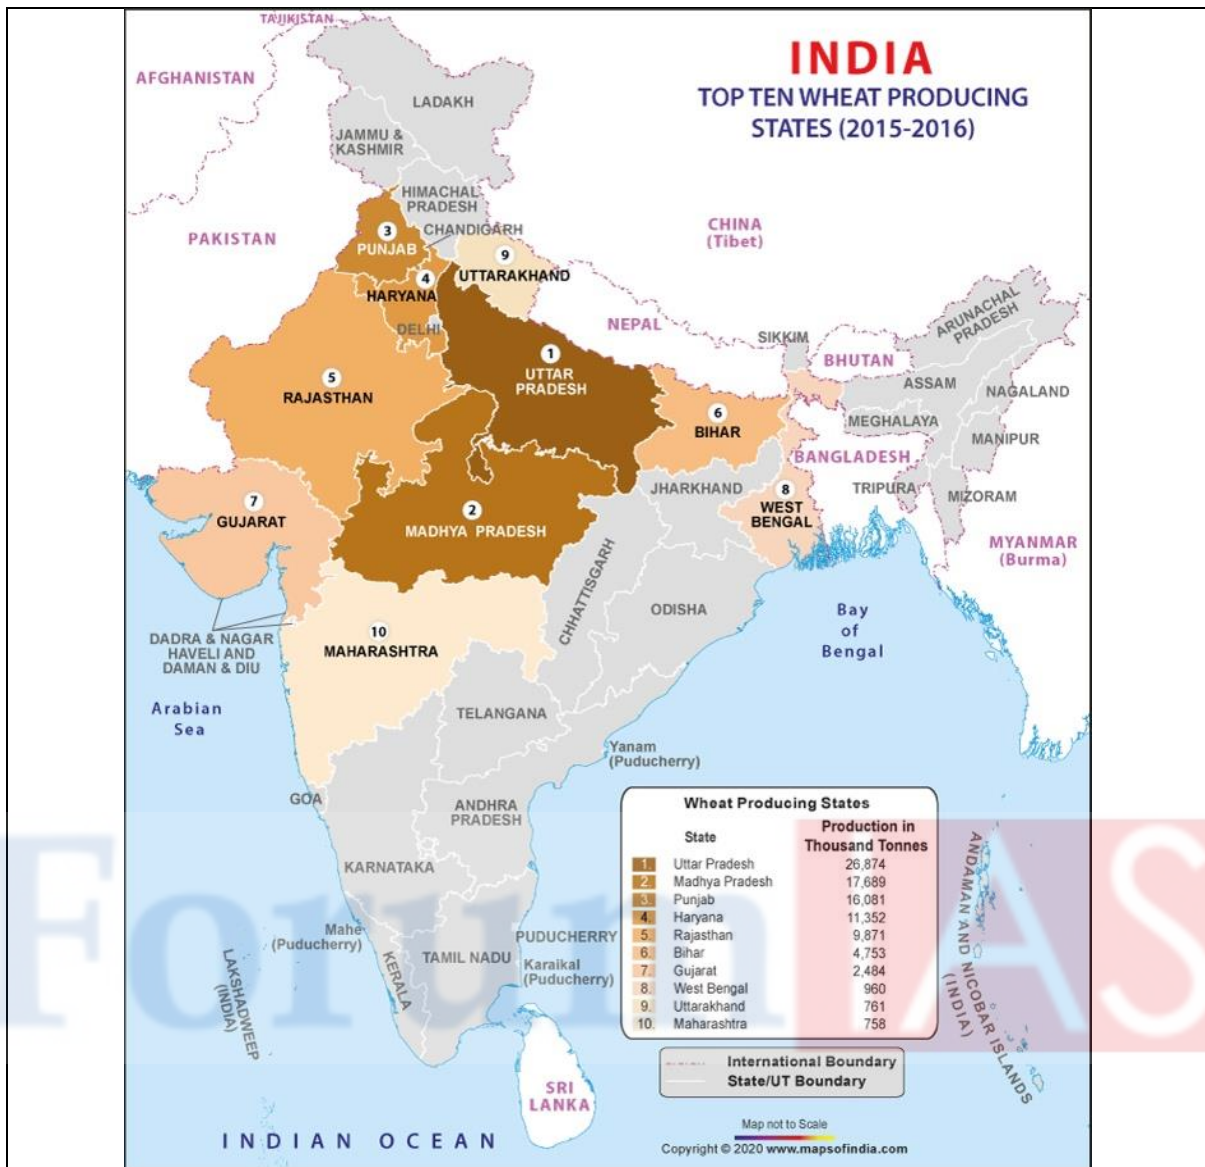 TAJIKISTAN
INDIA
TOP TEN WHEAT PRODUCING
STATES (2015-2016)
AFGHANISTAN
LADAKH
JAMMU &
KASHMIR
HIMACHAL
PRADESH
CHINA
(Tibet)
PAKISTAN
3
PUNJAB
CHANDIGARH
9
UTTARAKHAND
4
HARYANA
DELHI
NEPAL
SIKKIM
ARUNACHAL
PRADESH
BHUTAN
1
UTTAR
PRADESH
5
RAJASTHAN
ASSAM
NAGALAND
6
BIHAR
MEGHALAYA
MANIPUR
BANGLADESH
JHARKHAND
TRIPURA
MIZORAM
7
GUJARAT
2
MADHYA PRADESH
8
WEST
BENGAL
MYANMAR
(Burma)
CHHATTISGARH
ODISHA
Bay
of
Bengal
DADRA & NAGAR
HAVELI AND
DAMAN & DIU
10
MAHARASHTRA
Arabian
Sea
TELANGANA
Yanam
(Puducherry)
GOA
ANDHRA
PRADESH
KARNATAKA
Mahe
(Puducherry)
PUDUCHERRY
Karaikal
(Puducherry)
KERALA
TAMIL NADU
LAKSHADWEEP
(INDIA)
ANDAMAN AND NICOBAR ISLANDS
(INDIA)
SRI
LANKA
INDIAN OCEAN
Wheat Producing States
State Production in
Thousand Tonnes
1. Uttar Pradesh 26,874
2. Madhya Pradesh 17,689
3. Punjab 16,081
4. Haryana 11,352
5. Rajasthan 9,871
6. Bihar 4,753
7. Gujarat 2,484
8. West Bengal 960
9. Uttarakhand 761
10. Maharashtra 758
International Boundary
State/UT Boundary
Map not to Scale
Copyright © 2020 www.mapsofindia.com
ForumIAS